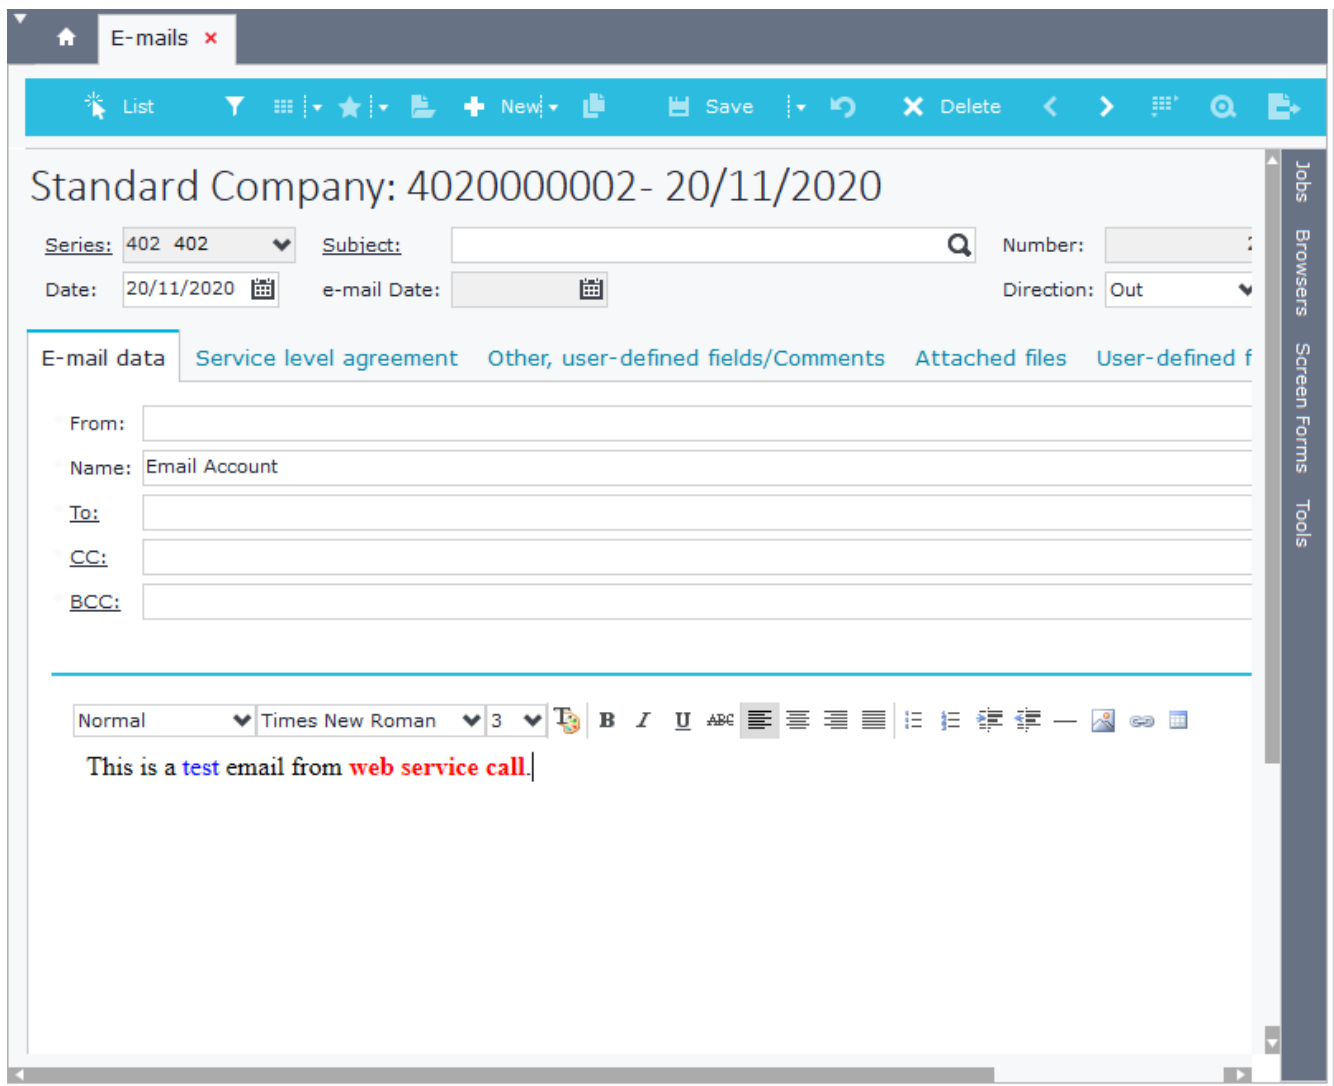 E-mails
List New Save Delete
Standard Company: 4020000002- 20/11/2020
Series: 402 402 Subject: Number:
Date: 20/11/2020 e-mail Date: Direction: Out
E-mail data Service level agreement Other, user-defined fields/Comments Attached files User-defined f
From:
Name: Email Account
To:
CC:
BCC:
Normal Times New Roman 3 B I U ABC
This is a test email from web service call.
Jobs
Browsers
Screen Forms
Tools